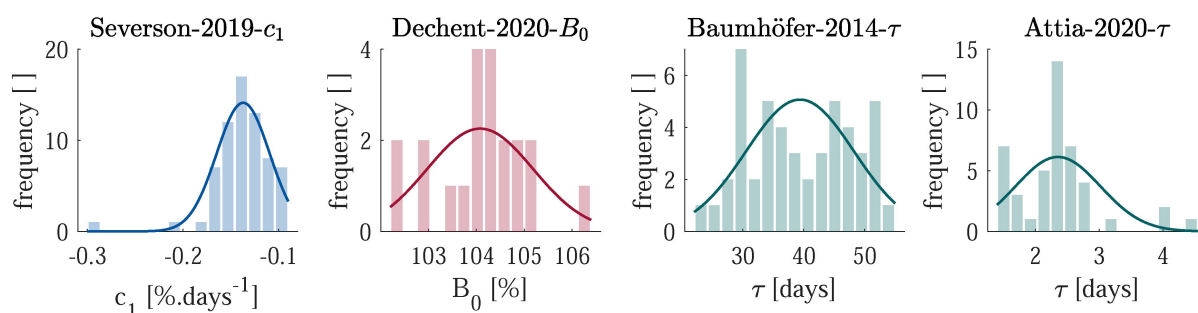 Severson-2019-c₁
frequency [ ]
20
10
0
-0.3
-0.2
-0.1
c₁ [%.days⁻¹]
Dechent-2020-B₀
frequency [ ]
4
2
0
103
104
105
106
B₀ [%]
Baumhöfer-2014-τ
frequency [ ]
6
4
2
0
30
40
50
τ [days]
Attia-2020-τ
frequency [ ]
15
10
5
0
2
3
4
τ [days]